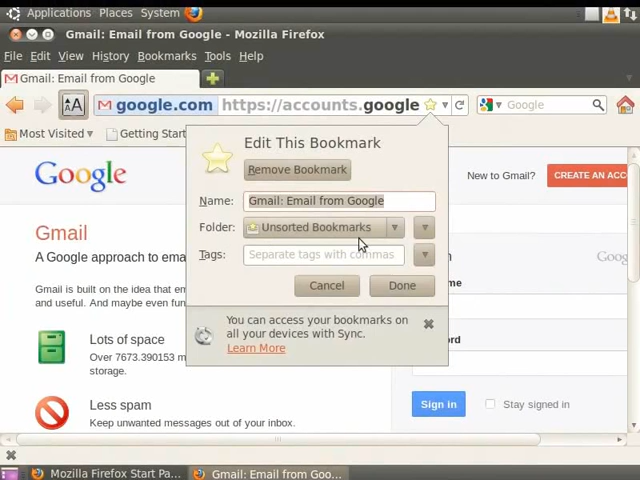 Applications Places System
Gmail: Email from Google - Mozilla Firefox
File Edit View History Bookmarks Tools Help
Gmail: Email from Google
AA google.com https://accounts.google Google
Most Visited Getting Start
Edit This Bookmark
Remove Bookmark
Name: Gmail: Email from Google
Folder: Unsorted Bookmarks
Tags: Separate tags with commas
Cancel Done
You can access your bookmarks on
all your devices with Sync.
Learn More
Google
New to Gmail? CREATE AN ACCOU
Gmail
A Google approach to ema
Gmail is built on the idea that em
and useful. And maybe even fun
Lots of space
Over 7673.390153 m
storage.
Less spam
Keep unwanted messages out of your inbox.
Goog
me
ord
Sign in Stay signed in
Mozilla Firefox Start Pa... Gmail: Email from Goo...